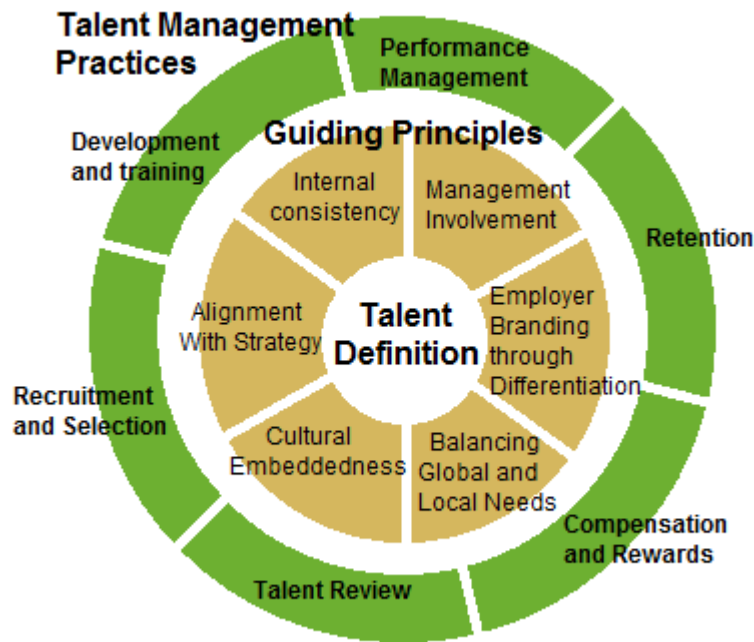 Talent Management
Practices
Performance
Management
Development
and training
Guiding Principles
Internal
consistency
Management
Involvement
Retention
Alignment
With Strategy
Talent
Definition
Employer
Branding
through
Differentiation
Recruitment
and Selection
Cultural
Embeddedness
Balancing
Global and
Local Needs
Compensation
and Rewards
Talent Review